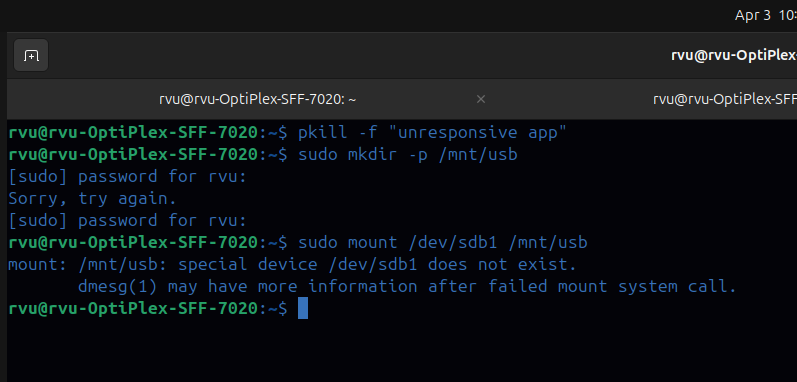 Apr 3 10:
rvu@rvu-OptiPlex-
rvu@rvu-OptiPlex-SFF-7020: ~ ×
rvu@rvu-OptiPlex-SFF
rvu@rvu-OptiPlex-SFF-7020:~$ pkill -f "unresponsive app"
rvu@rvu-OptiPlex-SFF-7020:~$ sudo mkdir -p /mnt/usb
[sudo] password for rvu:
Sorry, try again.
[sudo] password for rvu:
rvu@rvu-OptiPlex-SFF-7020:~$ sudo mount /dev/sdb1 /mnt/usb
mount: /mnt/usb: special device /dev/sdb1 does not exist.
       dmesg(1) may have more information after failed mount system call.
rvu@rvu-OptiPlex-SFF-7020:~$